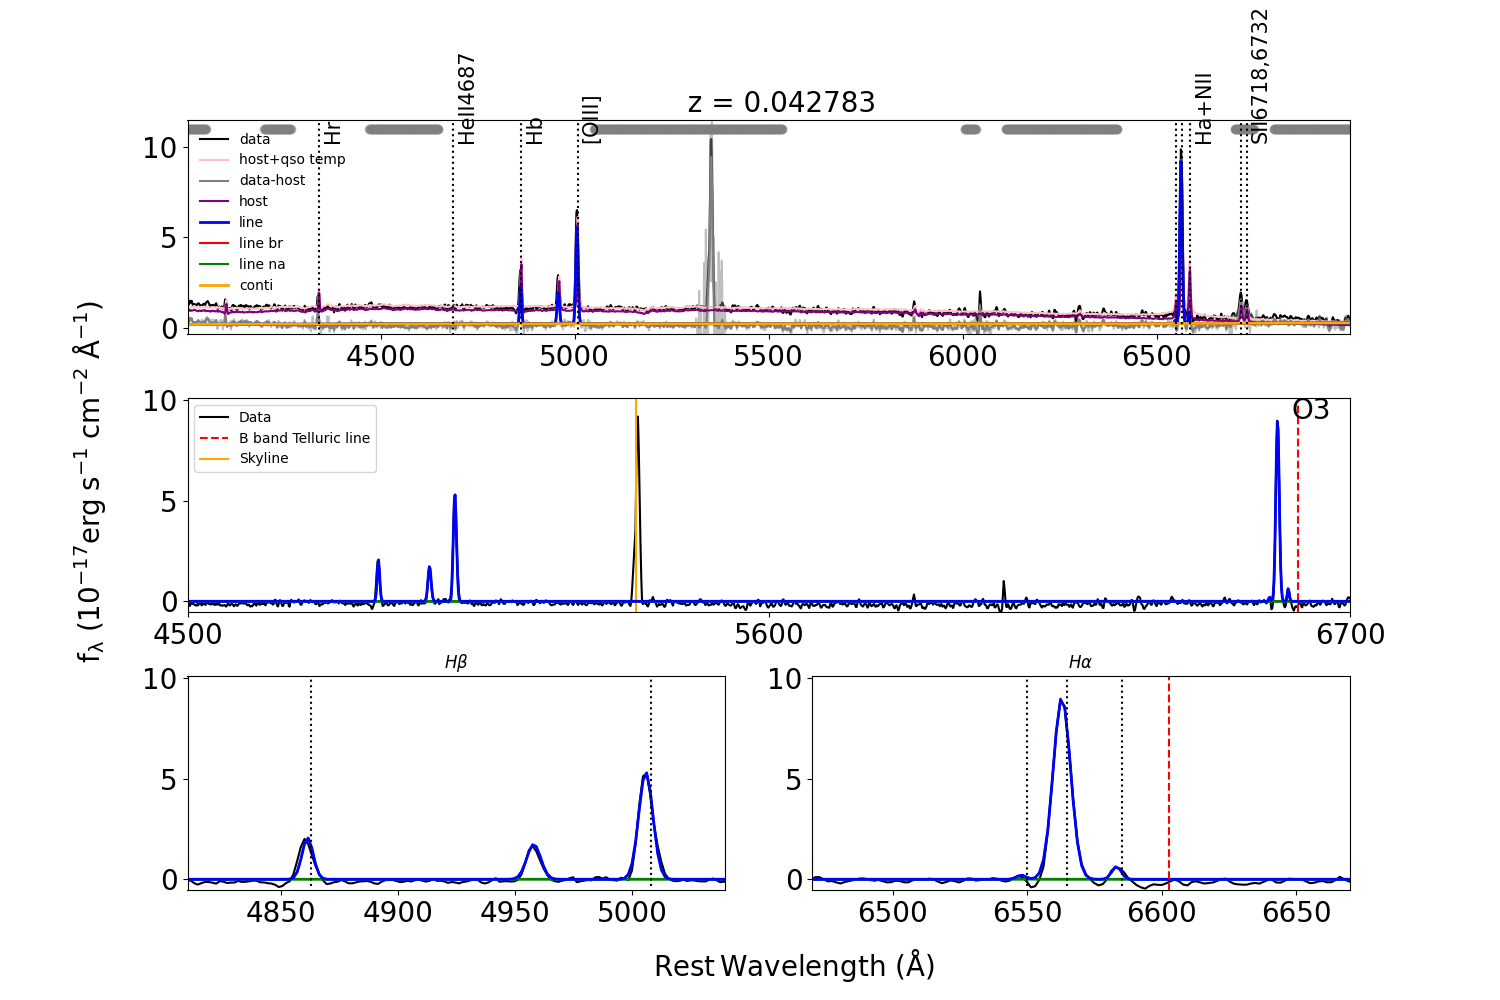 z = 0.042783
Hr
HeII4687
Hb
[OIII]
Ha+NII
SII6718,6732
data
host+qso temp
data-host
host
line
line br
line na
conti
10
5
0
4500
5000
5500
6000
6500
Data
B band Telluric line
Skyline
O3
10
5
0
4500
5600
6700
fλ (10−17erg s−1 cm−2 Å−1)
Hβ
10
5
0
4850
4900
4950
5000
Hα
10
5
0
6500
6550
6600
6650
Rest Wavelength (Å)